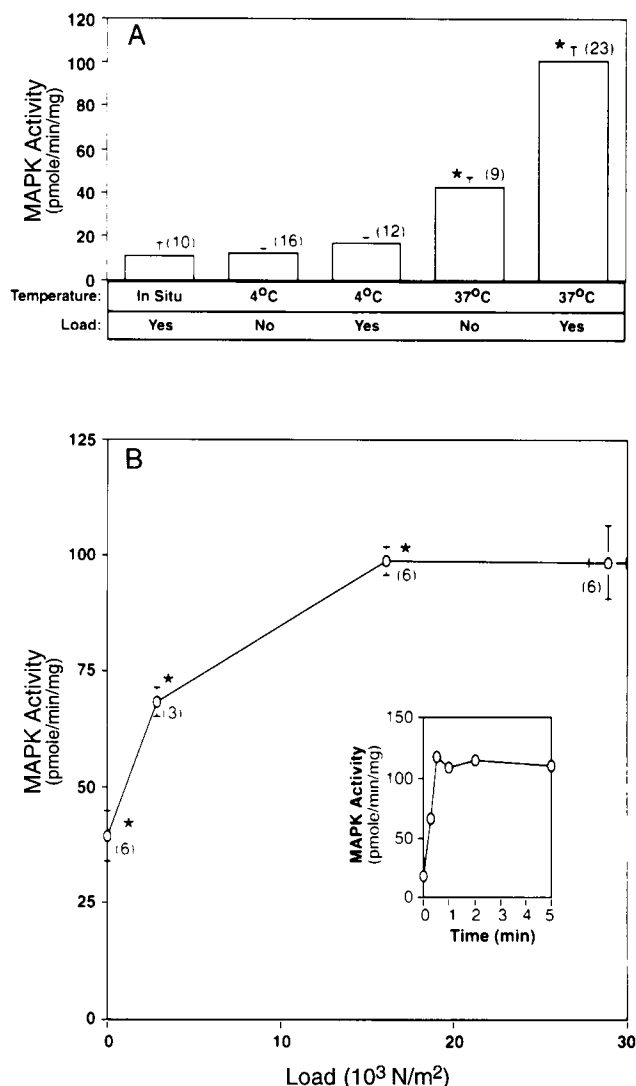 A
MAPK Activity
(pmole/min/mg)
120
100
80
60
40
20
0
(10)
(16)
(12)
★ (9)
★ (23)
Temperature: In Situ 4°C 4°C 37°C 37°C
Load: Yes No Yes No Yes
B
MAPK Activity
(pmole/min/mg)
125
100
75
50
25
0
★
(6)
★
(3)
★
(6)
(6)
MAPK Activity
(pmole/min/mg)
150
100
50
0
0 1 2 3 4 5
Time (min)
0 10 20 30
Load (10³ N/m²)